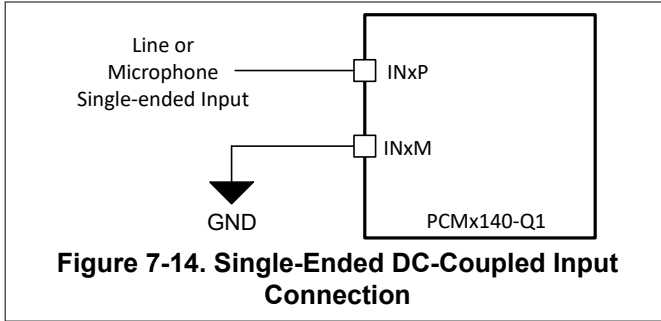 Line or
Microphone
Single-ended Input
INxP
INxM
GND
PCMx140-Q1
Figure 7-14. Single-Ended DC-Coupled Input
Connection